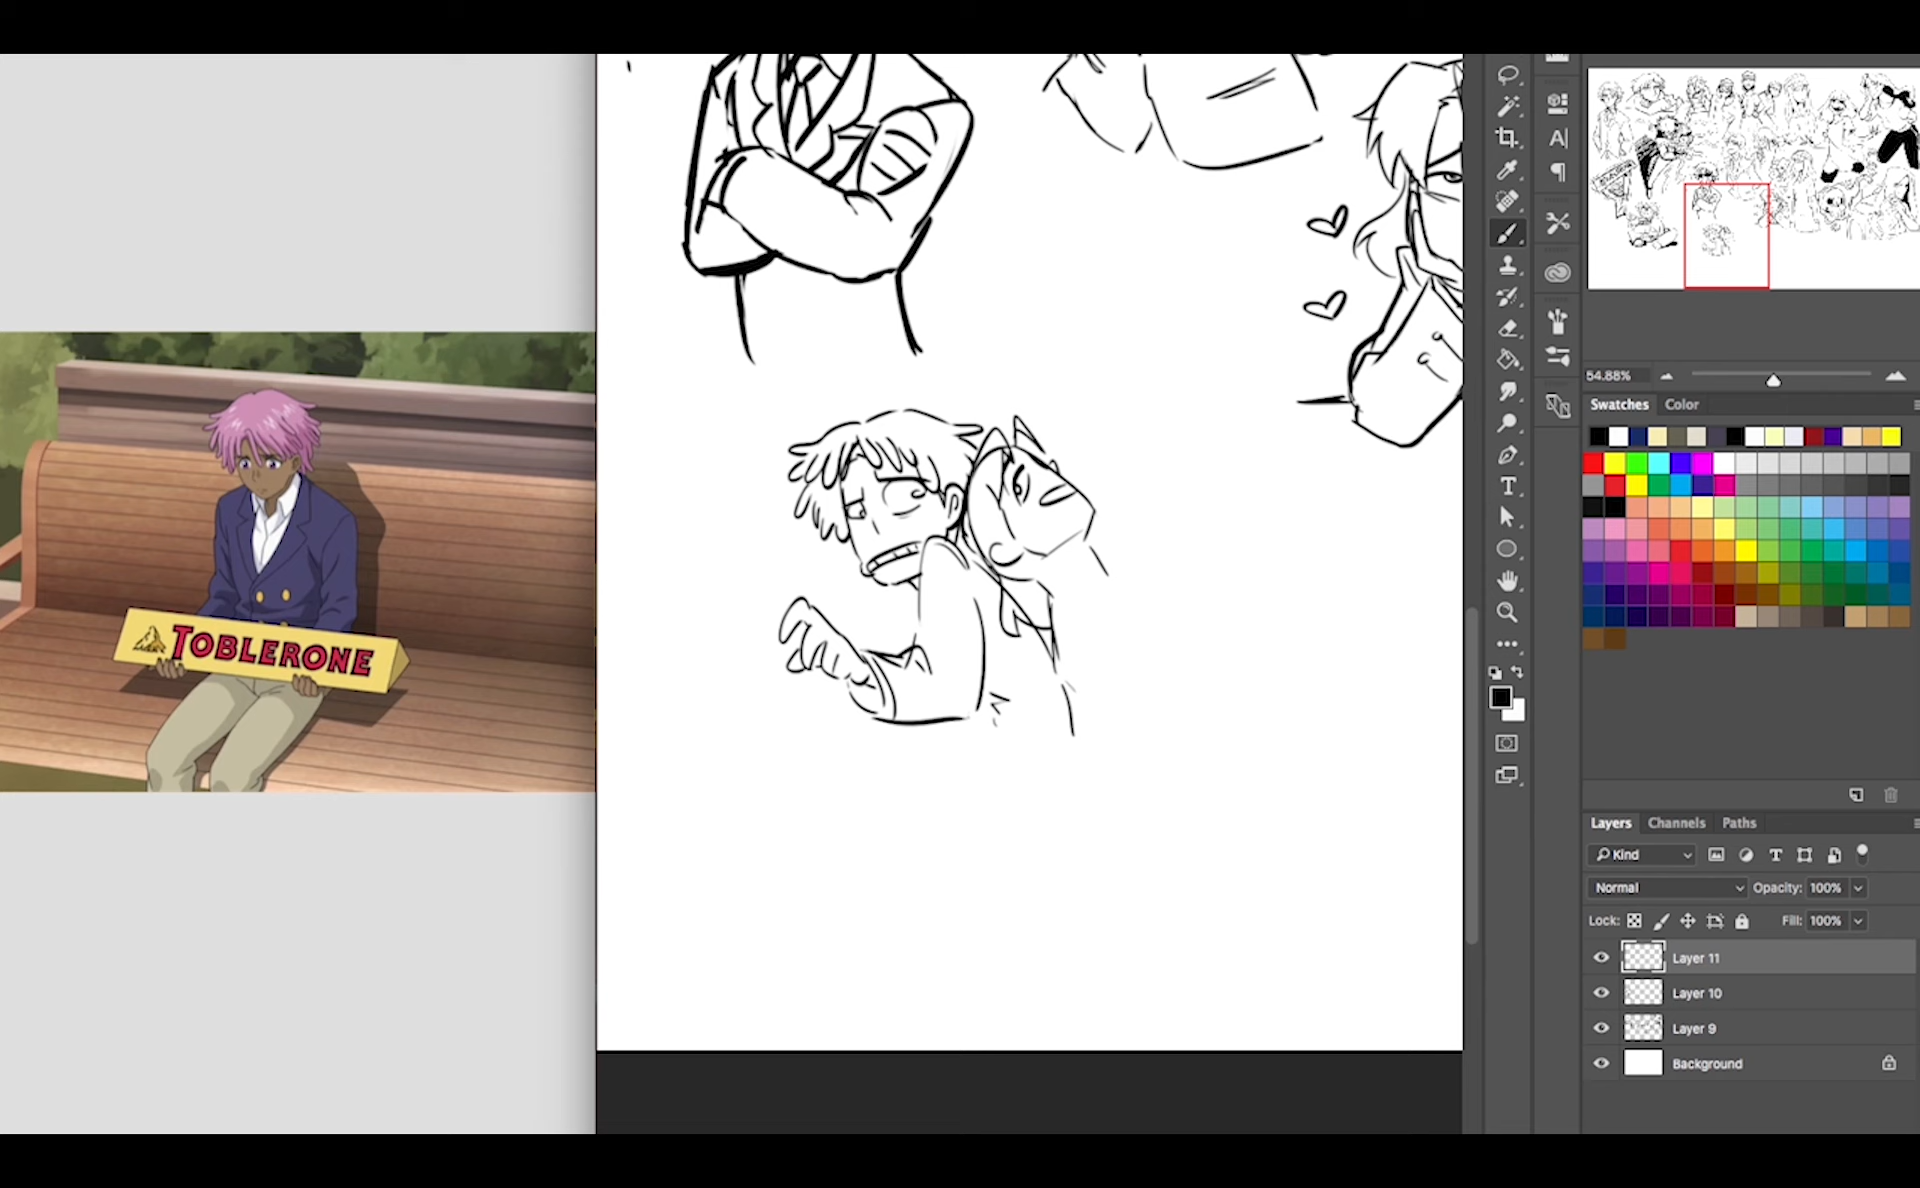 TOBLERONE
54.88%
Swatches Color
Layers Channels Paths
Kind
Normal Opacity: 100%
Lock: Fill: 100%
Layer 11
Layer 10
Layer 9
Background